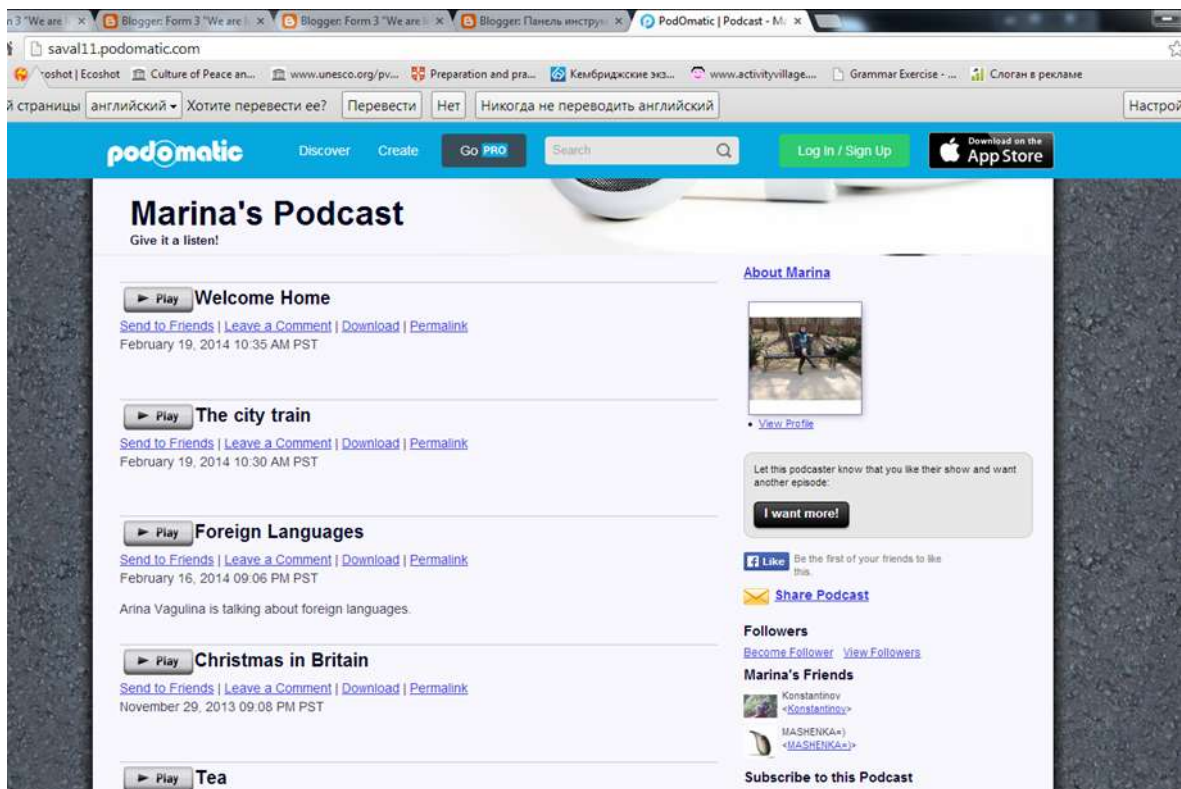 n 3 "We are
Blogger: Form 3 "We are
Blogger: Form 3 "We are
Blogger: Панель инстру
PodOmatic | Podcast - M
saval11.podomatic.com
oshot | Ecoshot
Culture of Peace an...
www.unesco.org/pv...
Preparation and pra...
Кембриджские экз...
www.activityvillage....
Grammar Exercise - ...
Слоган в рекламе
й страницы английский Хотите перевести ее? Перевести Нет Никогда не переводить английский Настрой
podomatic Discover Create Go PRO Search Log In / Sign Up Download on the App Store
Marina's Podcast
Give it a listen!
Play Welcome Home
Send to Friends | Leave a Comment | Download | Permalink
February 19, 2014 10:35 AM PST
Play The city train
Send to Friends | Leave a Comment | Download | Permalink
February 19, 2014 10:30 AM PST
Play Foreign Languages
Send to Friends | Leave a Comment | Download | Permalink
February 16, 2014 09:06 PM PST
Arina Vagulina is talking about foreign languages.
Play Christmas in Britain
Send to Friends | Leave a Comment | Download | Permalink
November 29, 2013 09:08 PM PST
Play Tea
About Marina
View Profile
Let this podcaster know that you like their show and want
another episode:
I want more!
Like Be the first of your friends to like
this.
Share Podcast
Followers
Become Follower View Followers
Marina's Friends
Konstantinov
<Konstantinov>
MASHENKA=)
<MASHENKA=)>
Subscribe to this Podcast